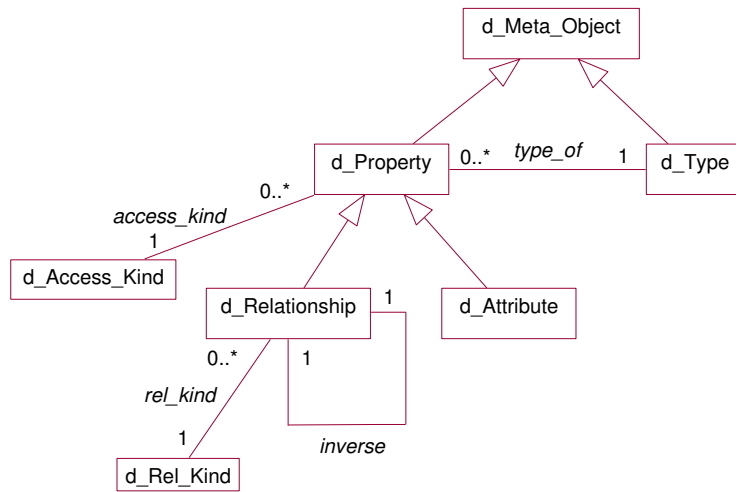 d_Meta_Object
d_Property
0..*
type_of
1
d_Type
0..*
access_kind
1
d_Access_Kind
d_Relationship
1
d_Attribute
0..*
1
rel_kind
1
inverse
d_Rel_Kind